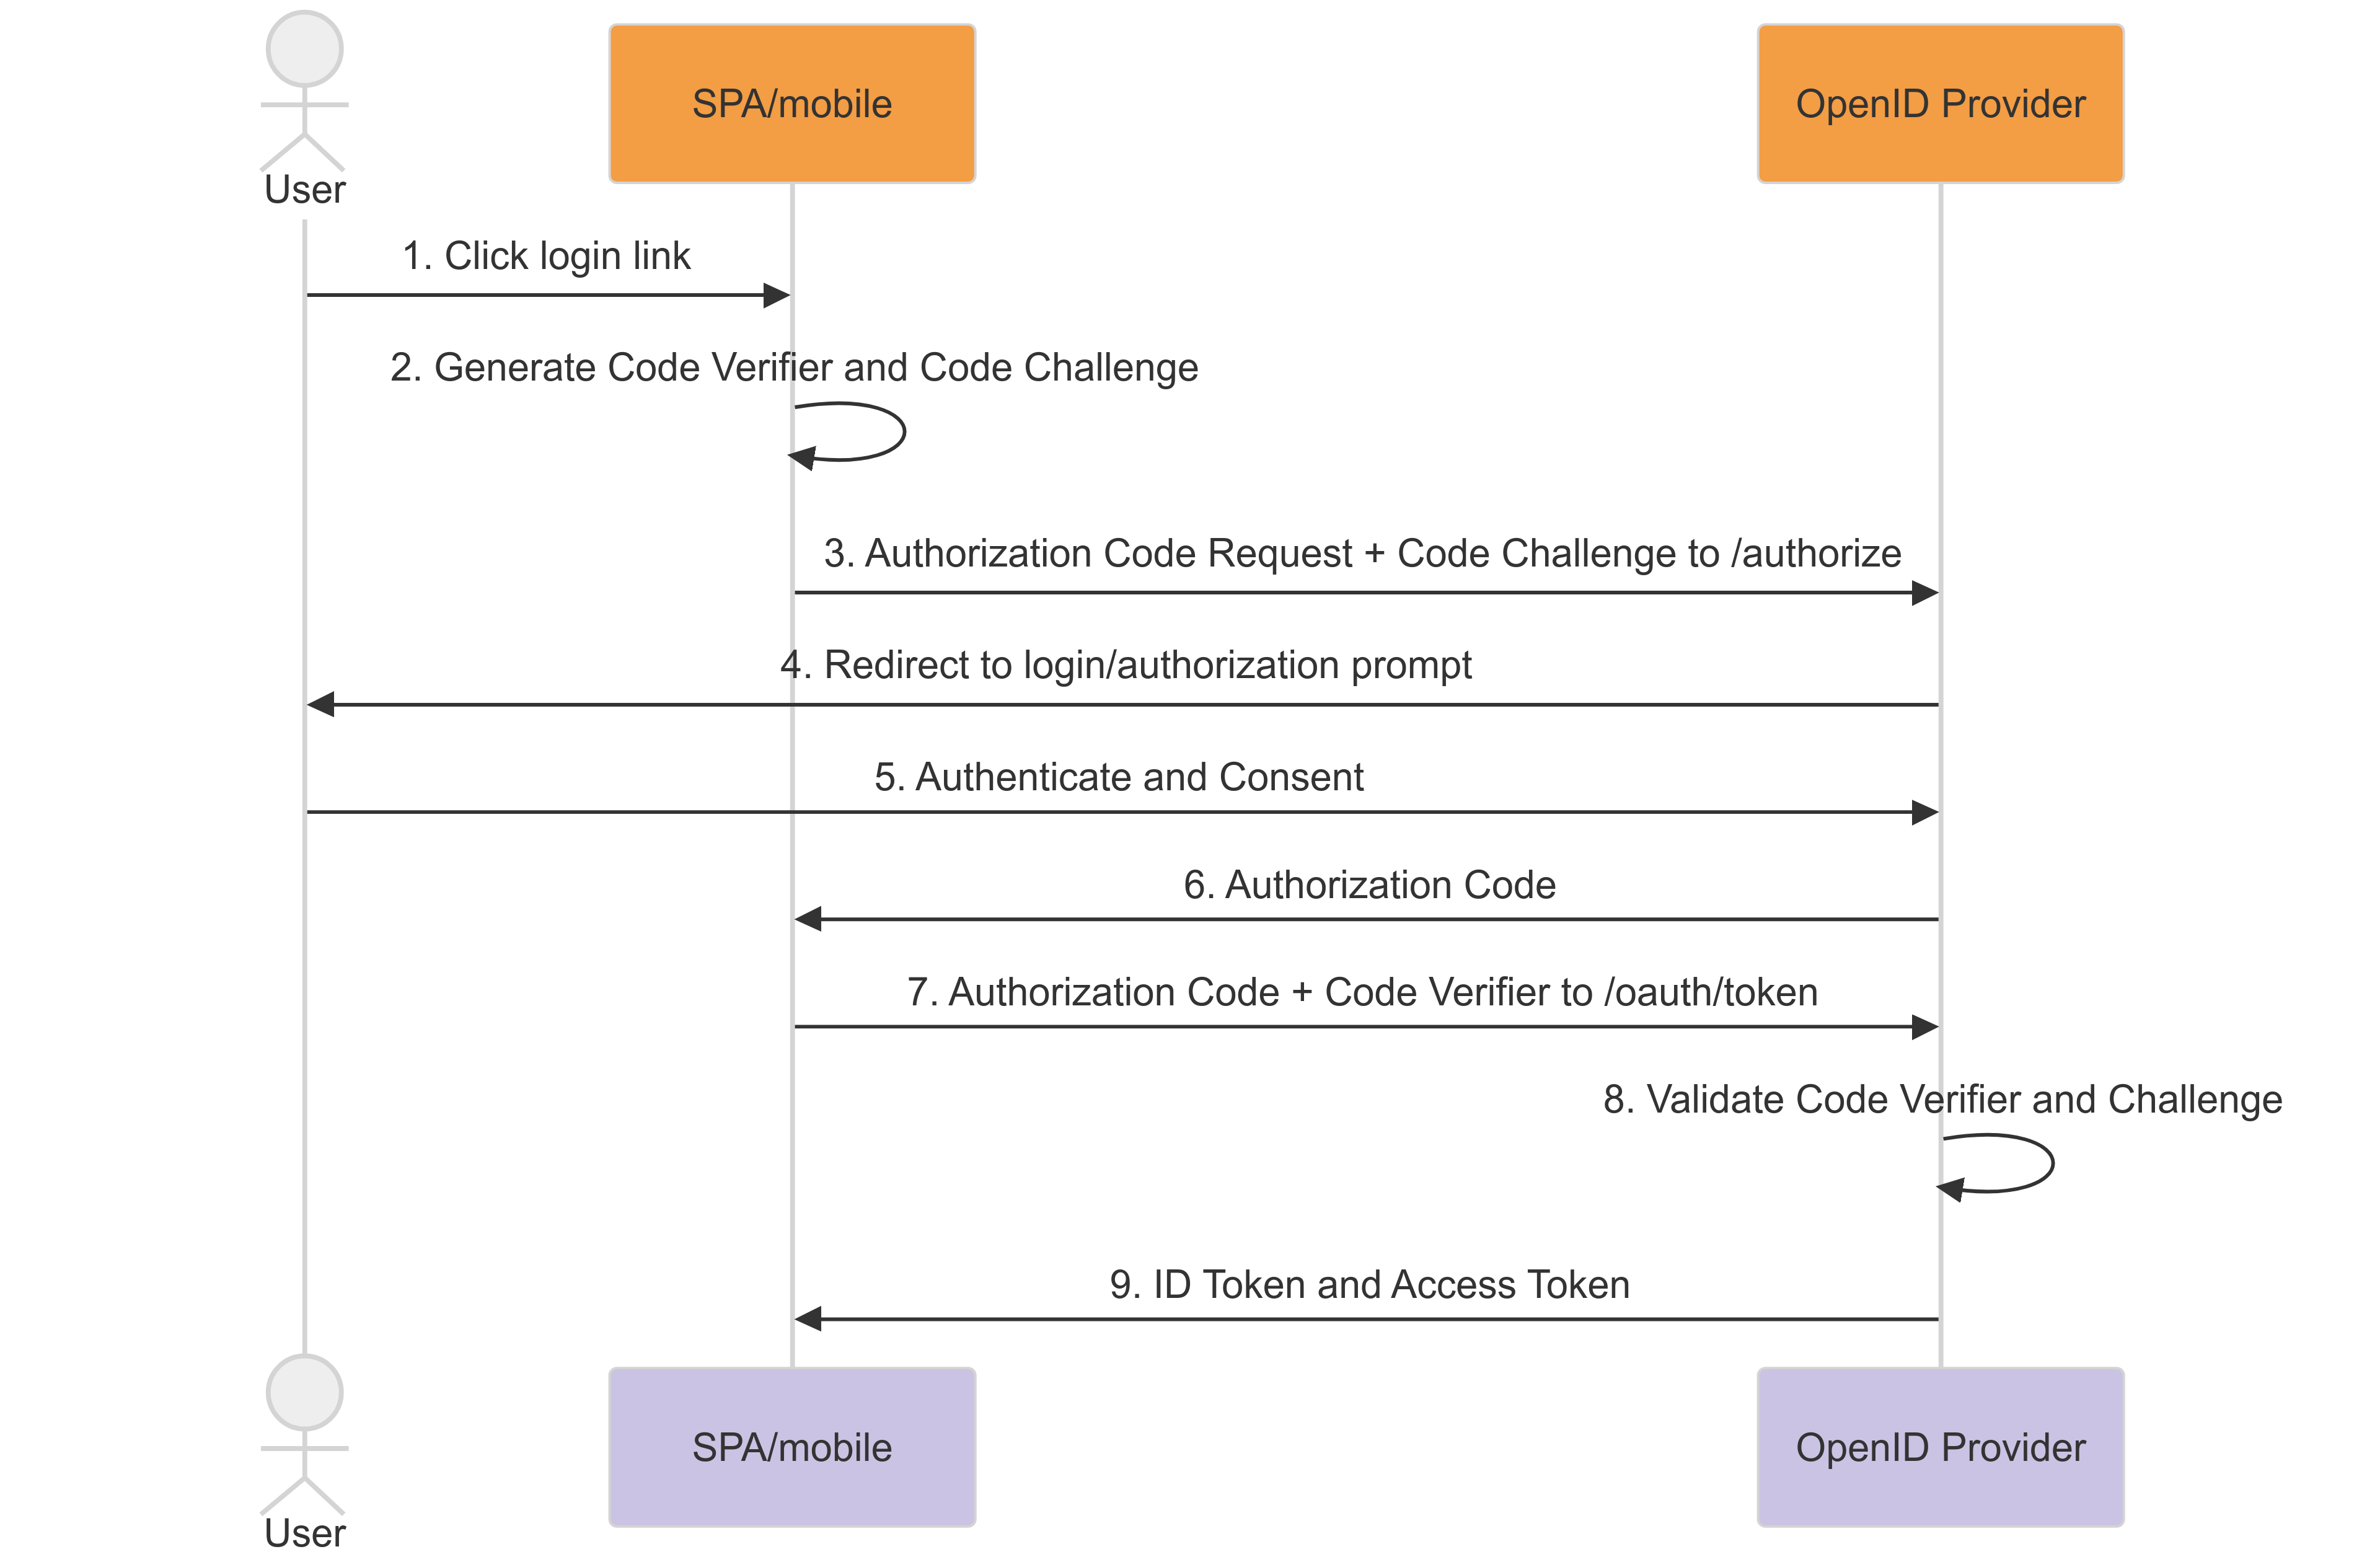 SPA/mobile
OpenID Provider
User
1. Click login link
2. Generate Code Verifier and Code Challenge
3. Authorization Code Request + Code Challenge to /authorize
4. Redirect to login/authorization prompt
5. Authenticate and Consent
6. Authorization Code
7. Authorization Code + Code Verifier to /oauth/token
8. Validate Code Verifier and Challenge
9. ID Token and Access Token
SPA/mobile
OpenID Provider
User